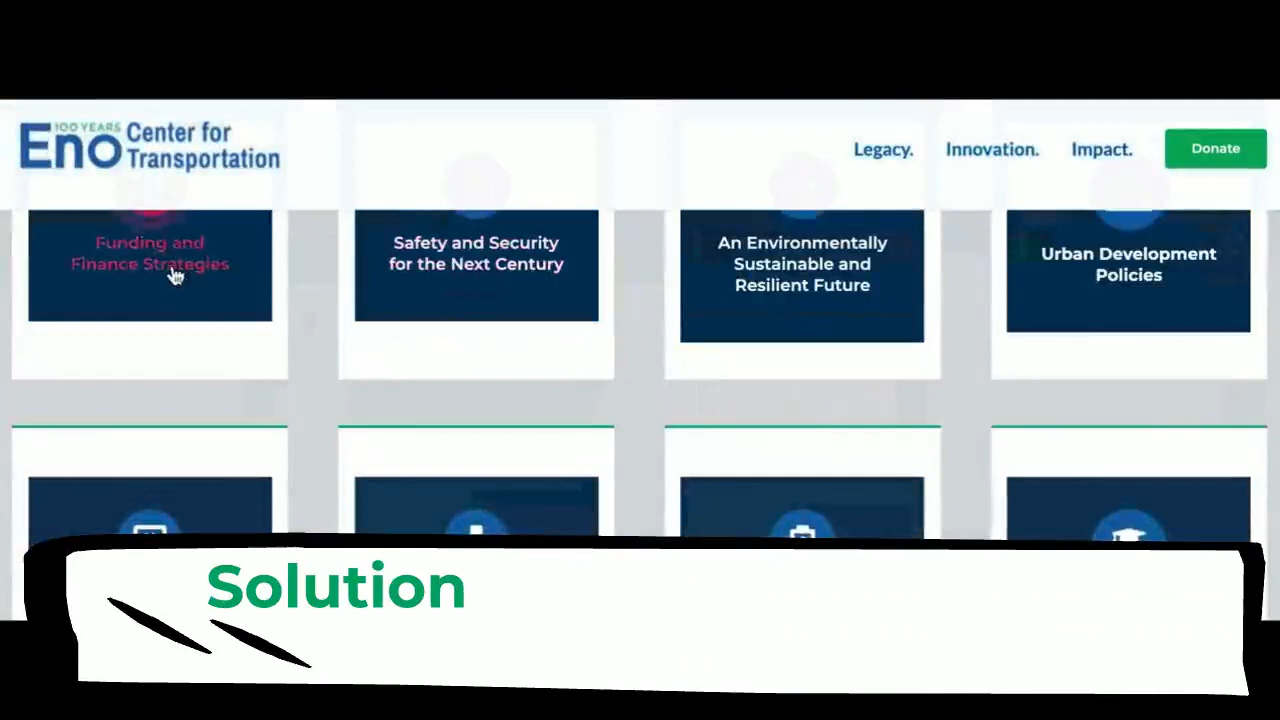 100 YEARS
Eno Center for
Transportation
Legacy. Innovation. Impact. Donate
Funding and
Finance Strategies
Safety and Security
for the Next Century
An Environmentally
Sustainable and
Resilient Future
Urban Development
Policies
Solution